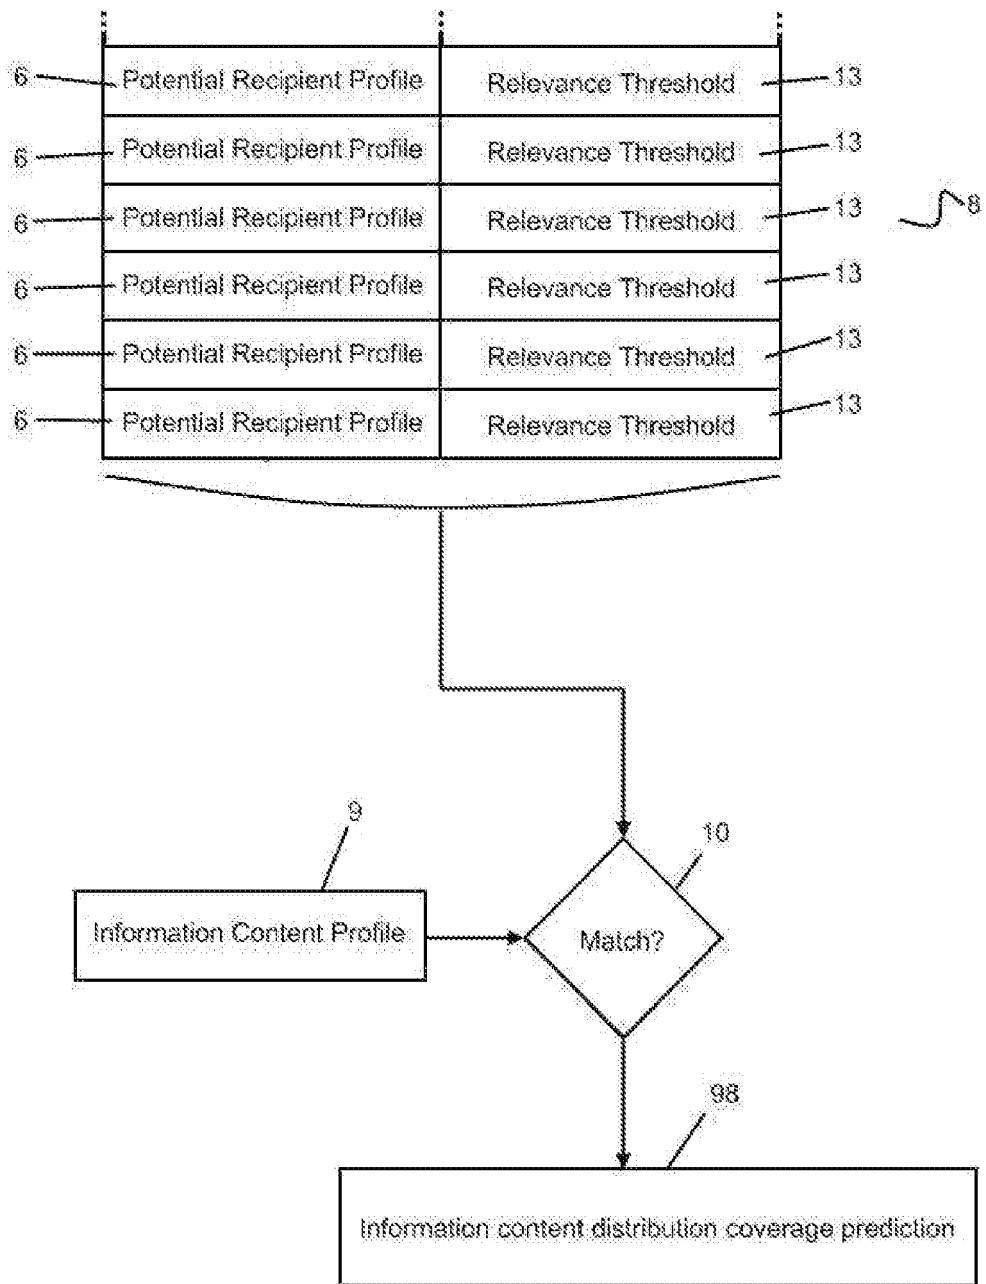 6 Potential Recipient Profile Relevance Threshold 13
6 Potential Recipient Profile Relevance Threshold 13
6 Potential Recipient Profile Relevance Threshold 13 8
6 Potential Recipient Profile Relevance Threshold 13
6 Potential Recipient Profile Relevance Threshold 13
6 Potential Recipient Profile Relevance Threshold 13
9
10
Information Content Profile Match?
98
Information content distribution coverage prediction